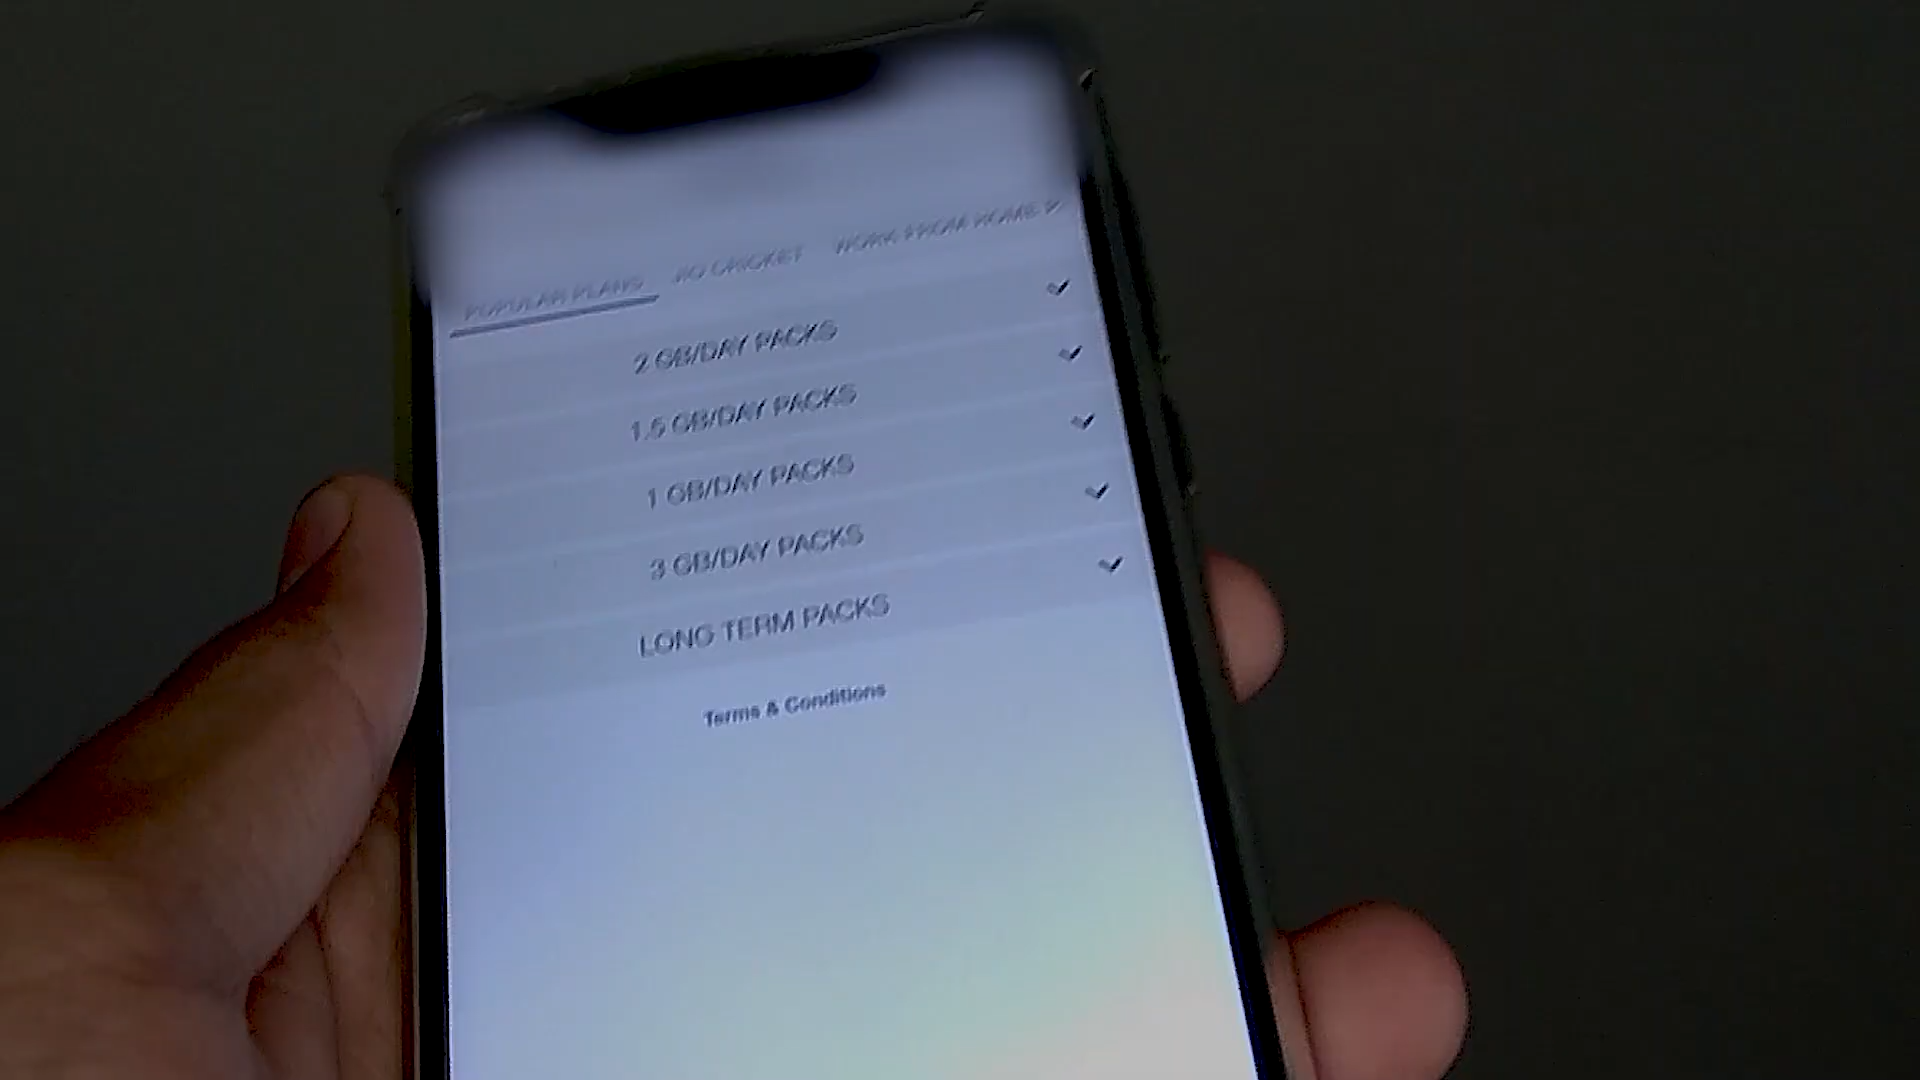 POPULAR PLANS JIO CRICKET WORK FROM HOME P
2 GB/DAY PACKS
1.5 GB/DAY PACKS
1 GB/DAY PACKS
3 GB/DAY PACKS
LONG TERM PACKS
Terms & Conditions